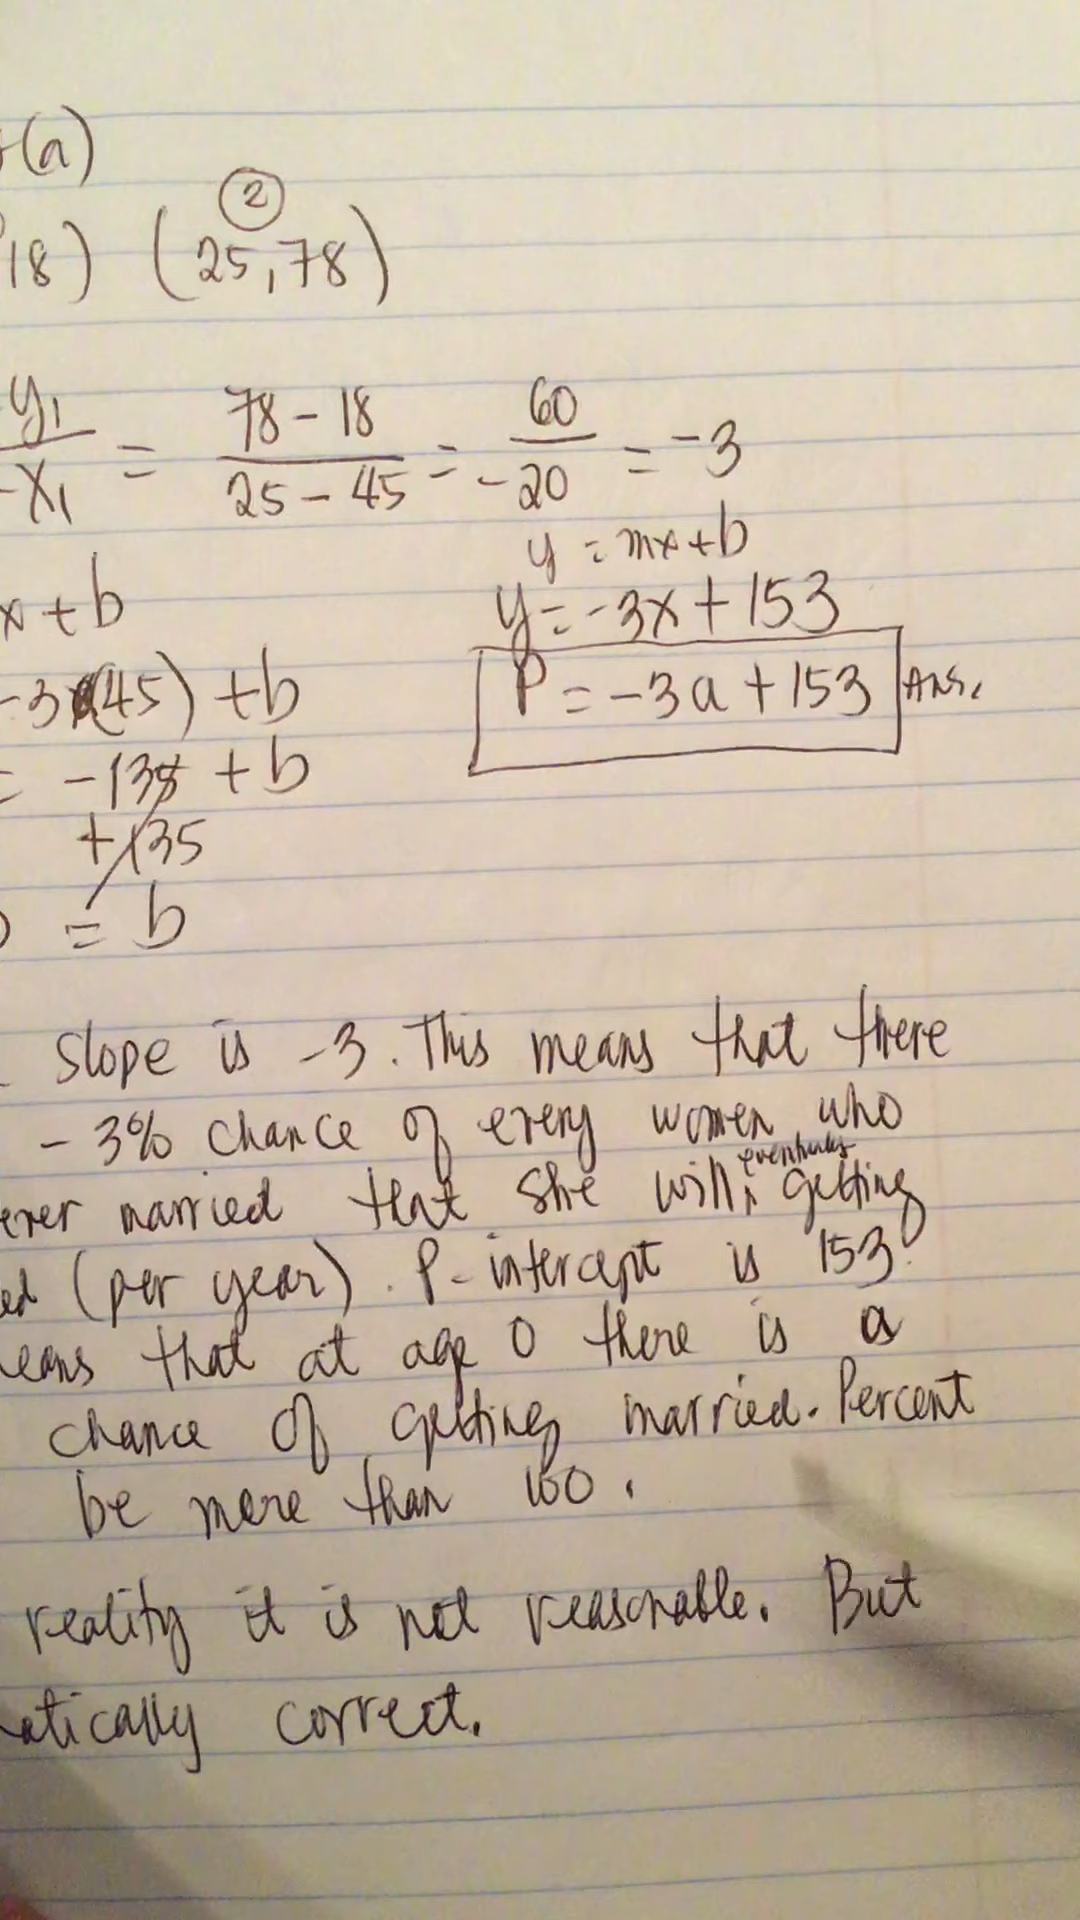 (a)
2
18) (25,78)
y1 78 - 18 60
— = — = — = -3
-x1 25 - 45 -20
y = mx + b
x + b y = -3x + 153
-3(45) + b P = -3a + 153 Ans.
= -135 + b
+135
= b
slope is -3. This means that there
- 3% chance of every women who
eventually
ever married that she will getting
ed (per year). P-intercept is 153.
eans that at age 0 there is a
chance of getting married. Percent
be more than 100.
reality it is not reasonable. But
atically correct.